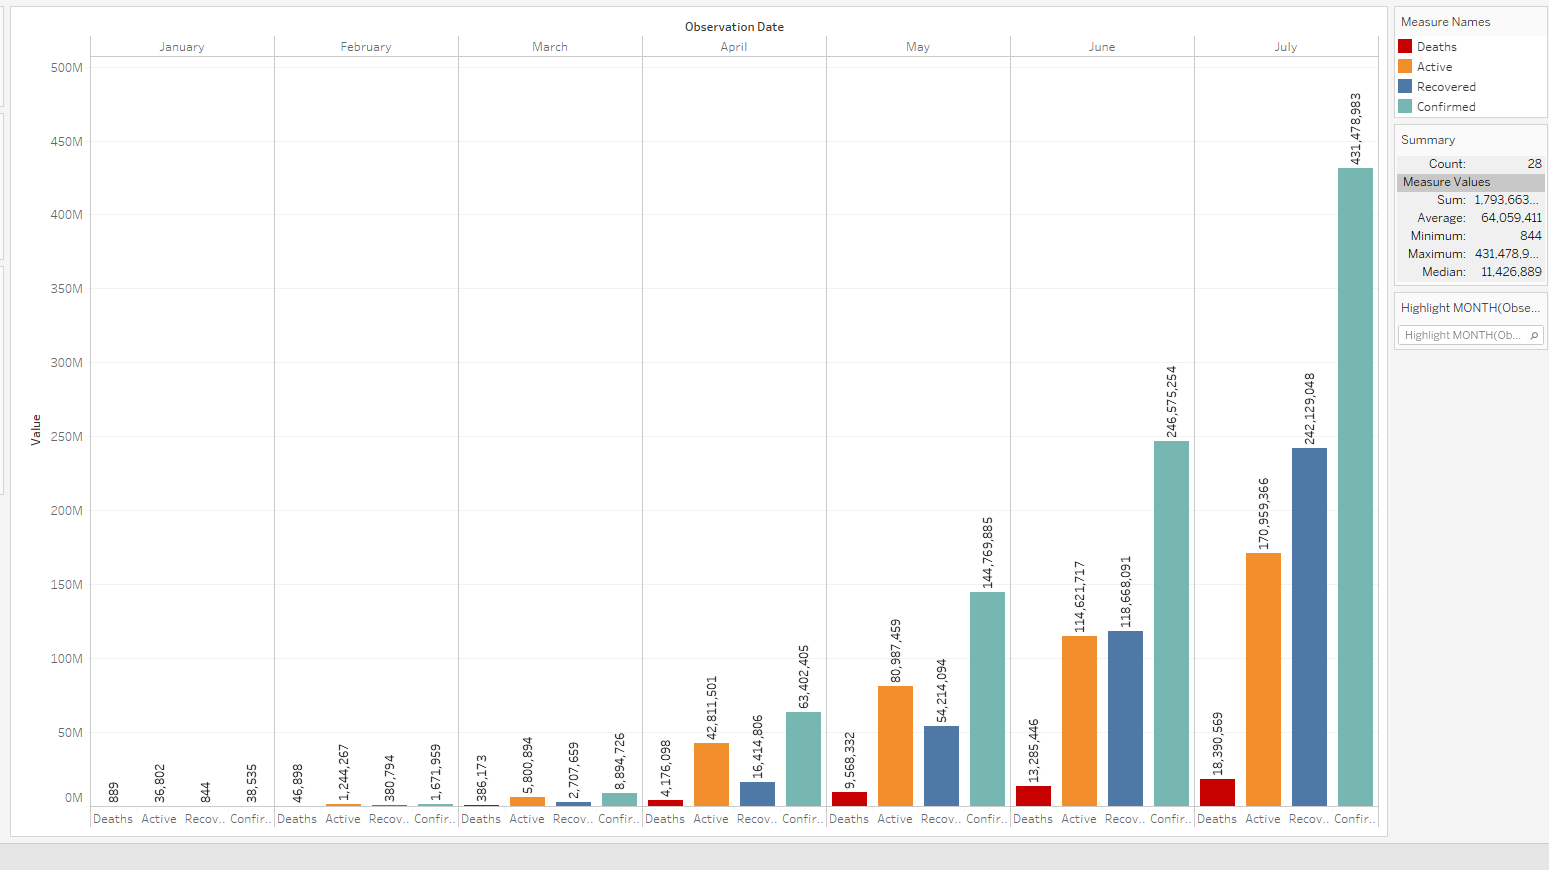 Observation Date
January February March April May June July
500M
450M
400M
350M
300M
250M
200M
150M
100M
50M
0M
Value
889 36,802 844 38,535
46,898 1,244,267 380,794 1,671,959
386,173 5,800,894 2,707,659 8,894,726
4,176,098 42,811,501 16,414,806 63,402,405
9,568,332 80,987,459 54,214,094 144,769,885
13,285,446 114,621,717 118,668,091 246,575,254
18,390,569 170,959,366 242,129,048 431,478,983
Deaths Active Recov.. Confir.. Deaths Active Recov.. Confir.. Deaths Active Recov.. Confir.. Deaths Active Recov.. Confir.. Deaths Active Recov.. Confir.. Deaths Active Recov.. Confir.. Deaths Active Recov.. Confir..
Measure Names
Deaths
Active
Recovered
Confirmed
Summary
Count: 28
Measure Values
Sum: 1,793,663...
Average: 64,059,411
Minimum: 844
Maximum: 431,478,9...
Median: 11,426,889
Highlight MONTH(Obse...
Highlight MONTH(Ob...